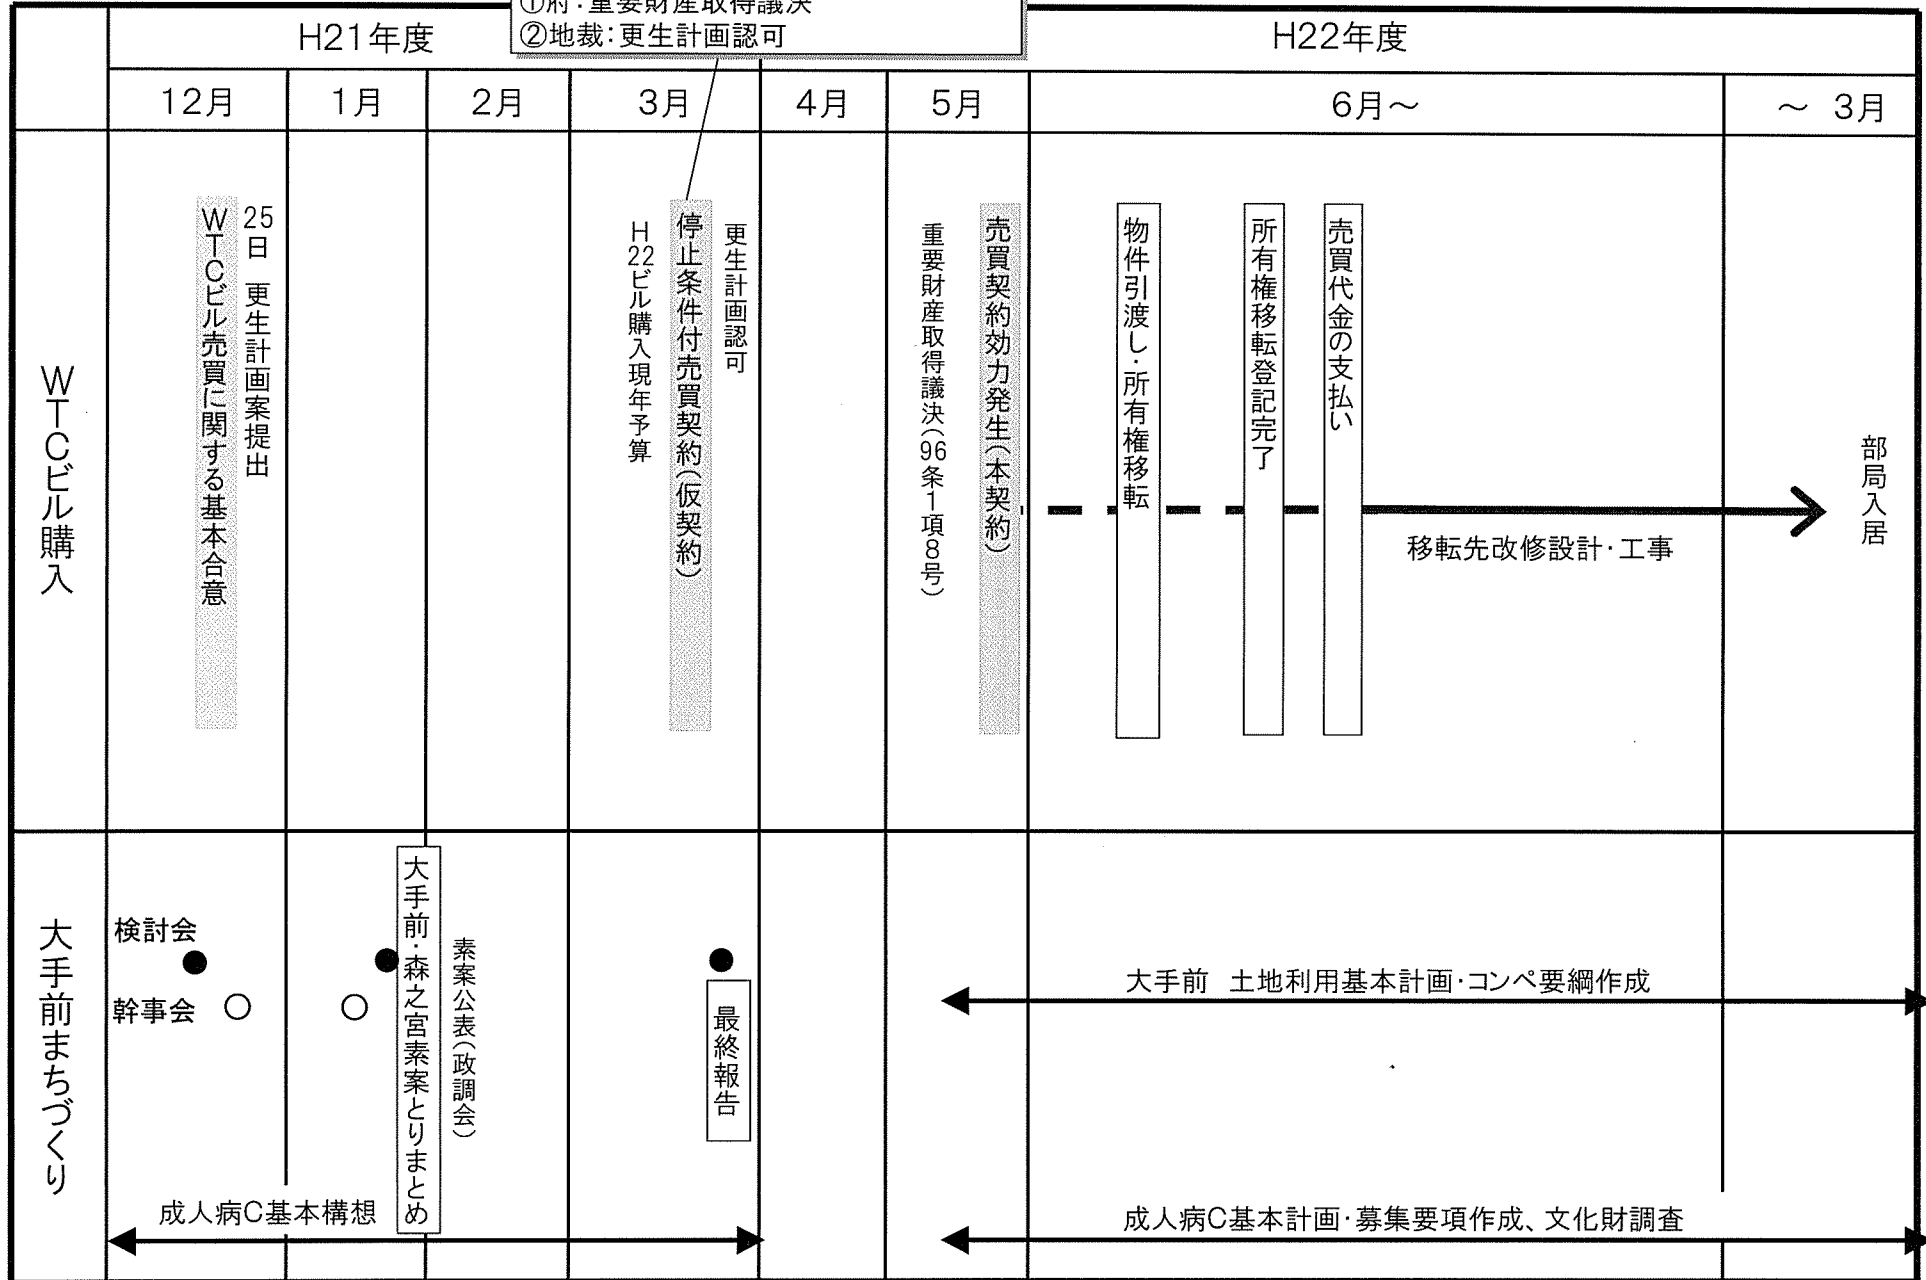 ①府：重要財産取得議決
②地裁：更生計画認可
H21年度
H22年度
12月
1月
2月
3月
4月
5月
6月～
～ 3月
WTCビル購入
WTCビル売買に関する基本合意
25日 更生計画案提出
H22ビル購入現年予算
停止条件付売買契約（仮契約）
更生計画認可
重要財産取得議決（96条1項8号）
売買契約効力発生（本契約）
物件引渡し・所有権移転
所有権移転登記完了
売買代金の支払い
移転先改修設計・工事
部局入居
大手前まちづくり
検討会
幹事会
大手前・森之宮素案とりまとめ
素案公表（政調会）
最終報告
大手前 土地利用基本計画・コンペ要綱作成
成人病C基本構想
成人病C基本計画・募集要項作成、文化財調査